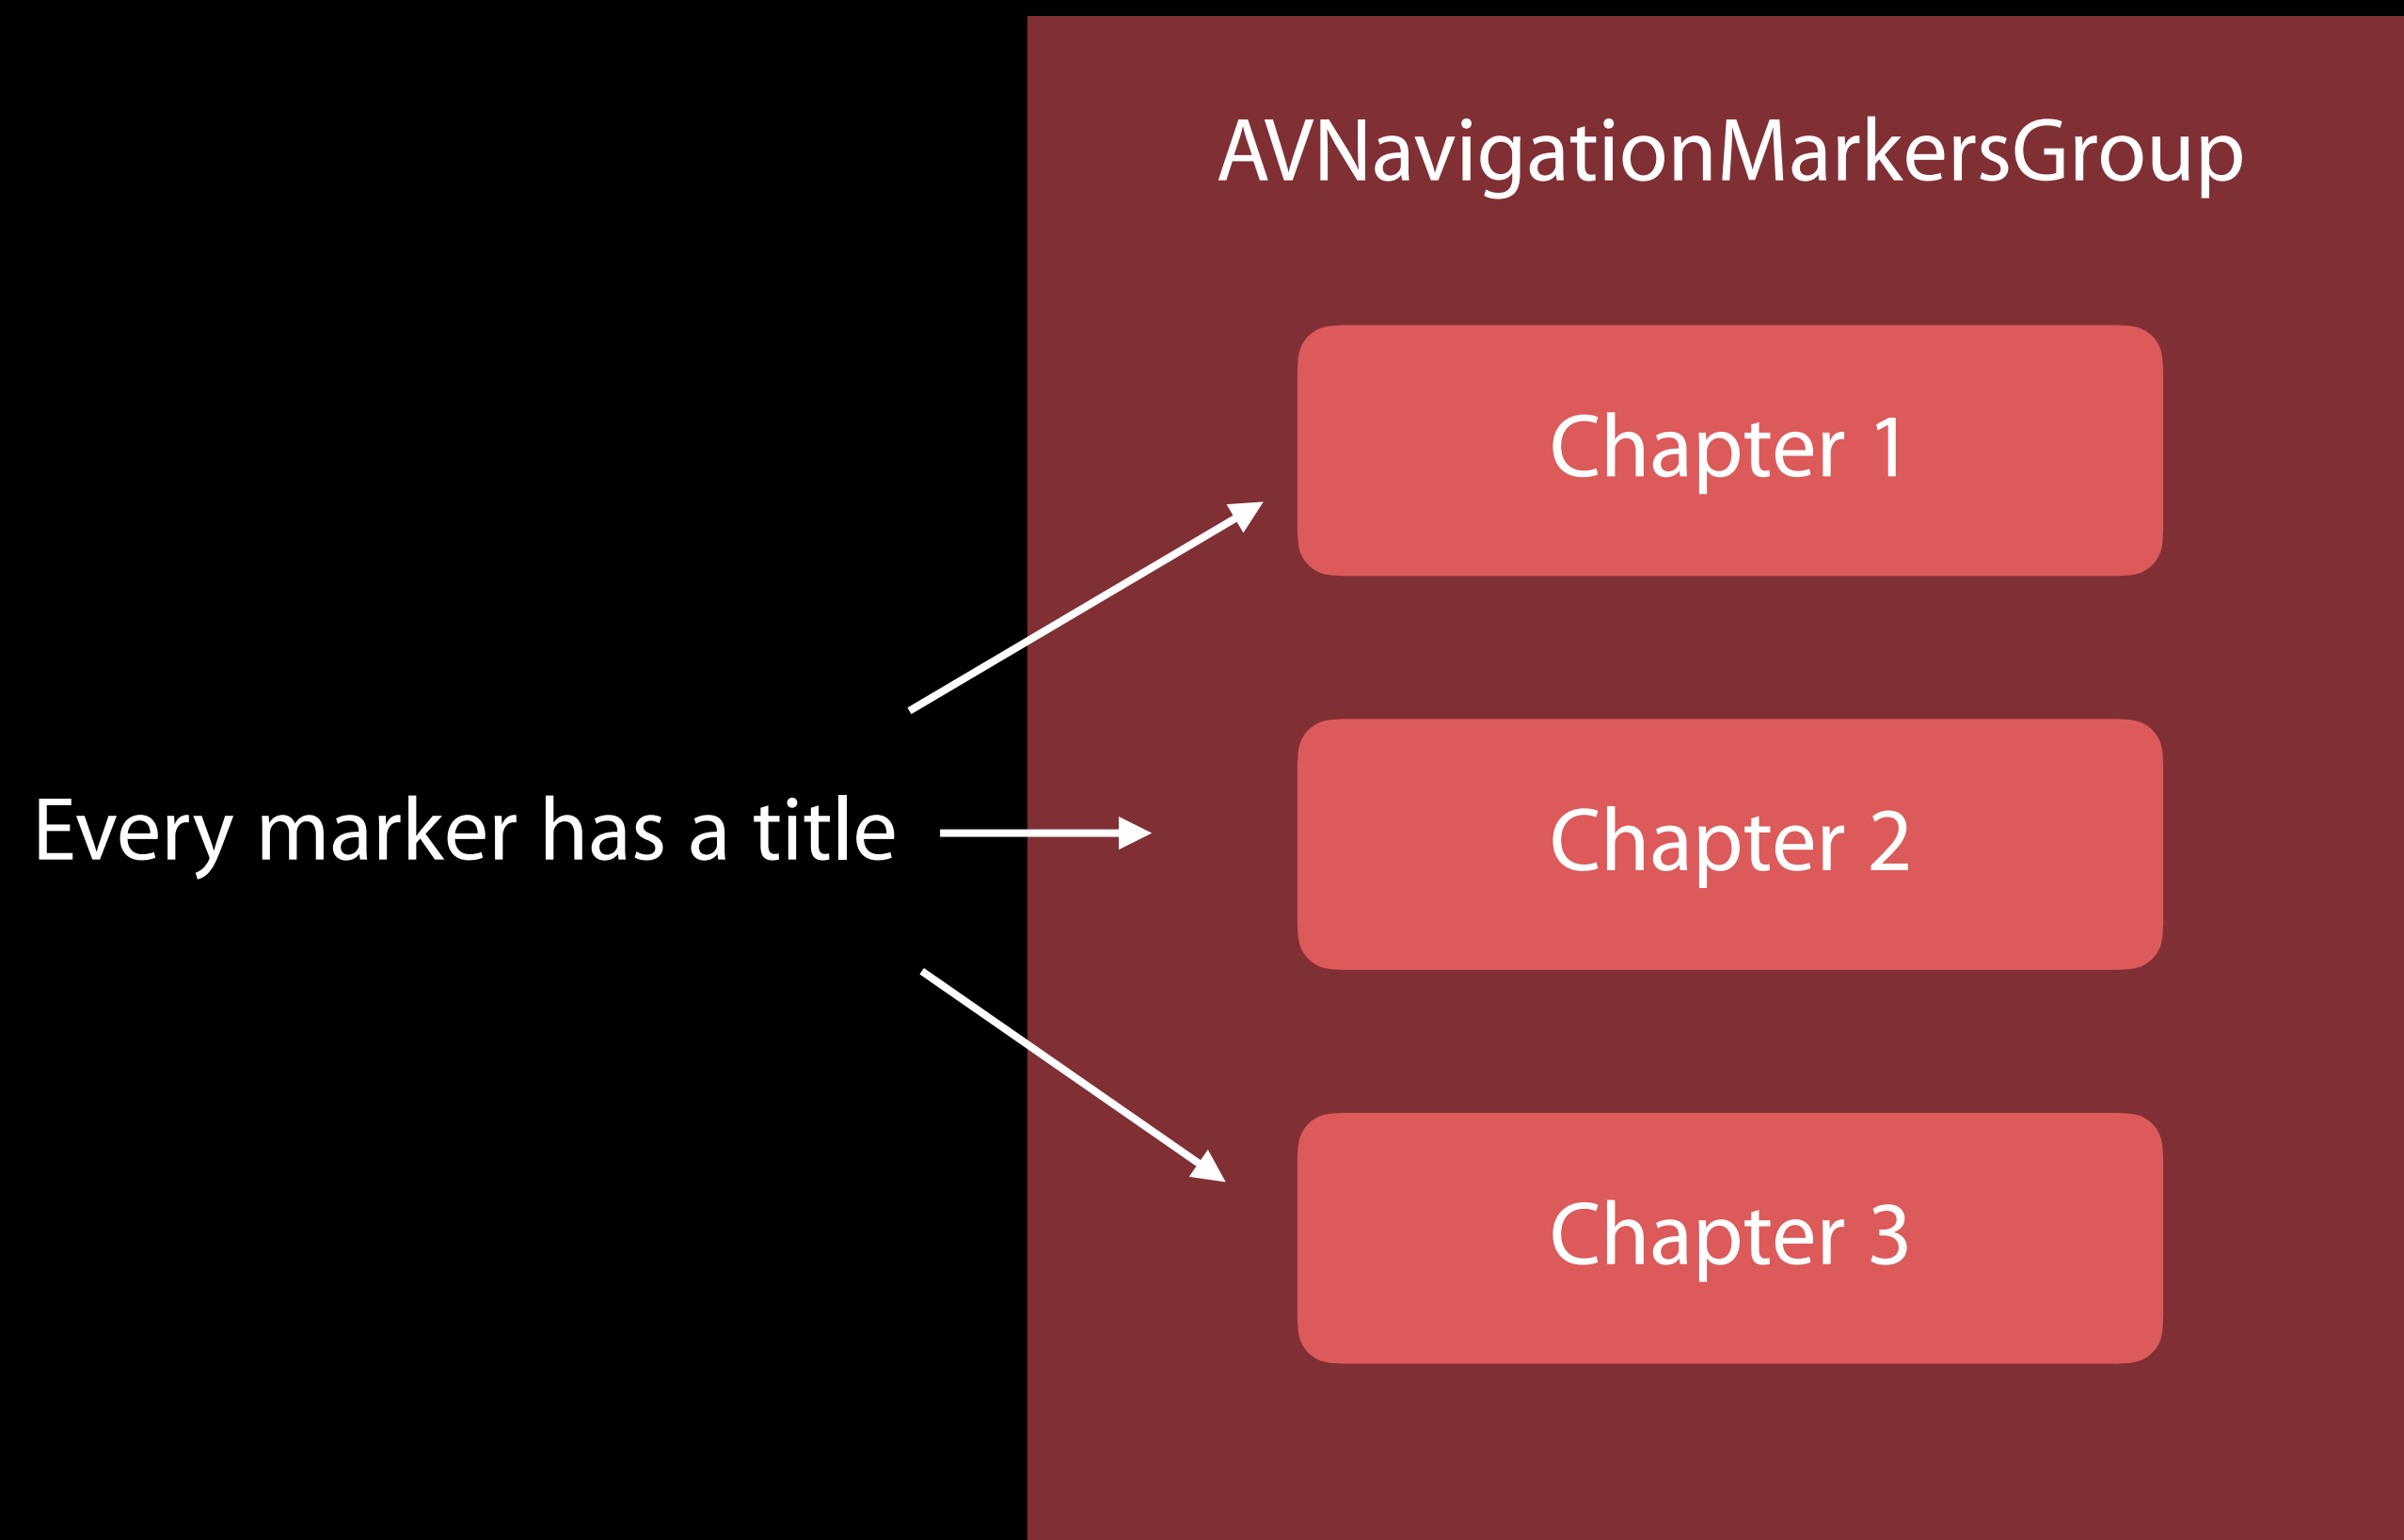 AVNavigationMarkersGroup
Chapter 1
Every marker has a title
Chapter 2
Chapter 3